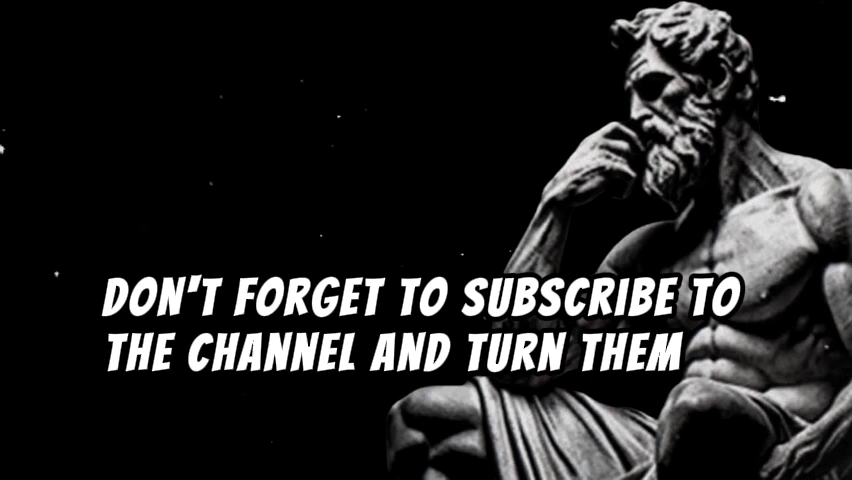 DON'T FORGET TO SUBSCRIBE TO
THE CHANNEL AND TURN THEM